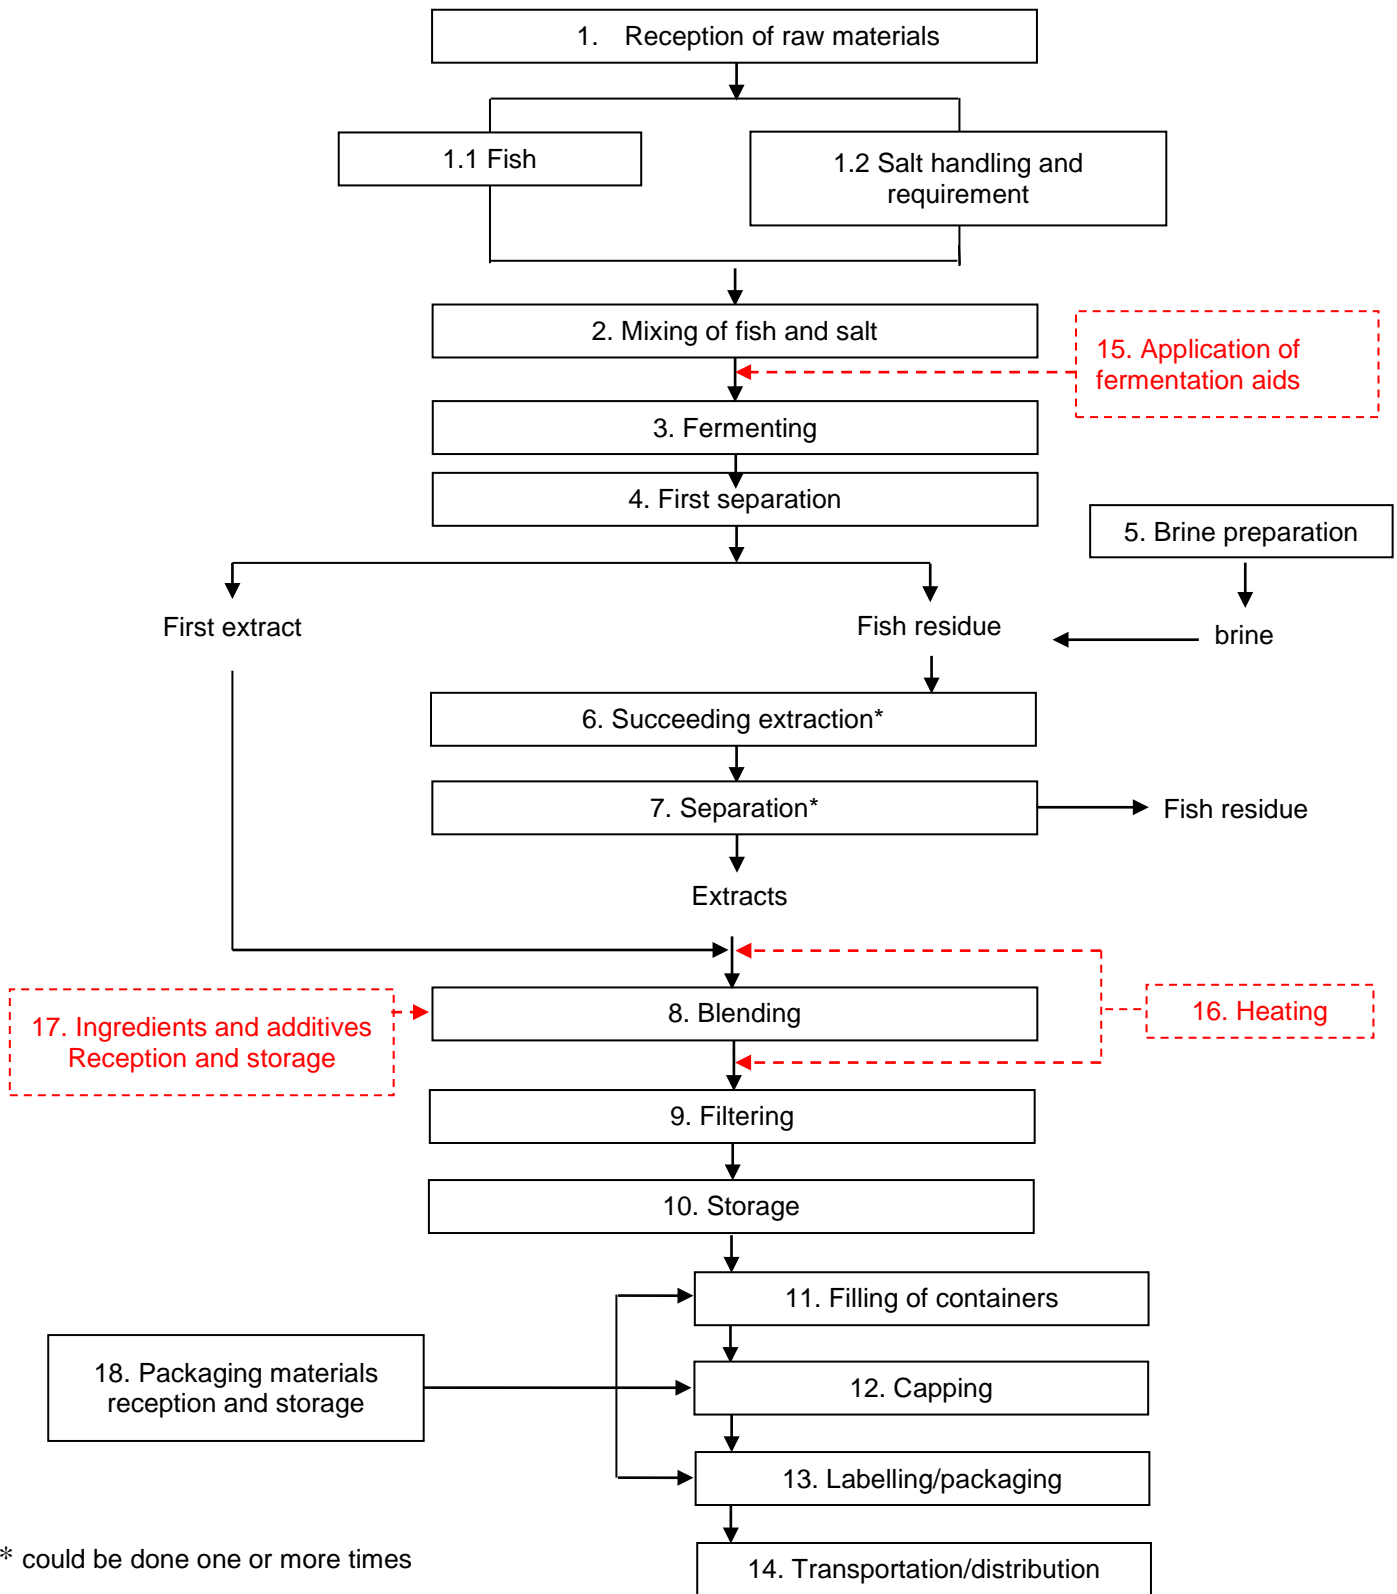 1. Reception of raw materials
1.1 Fish
1.2 Salt handling and
requirement
2. Mixing of fish and salt
15. Application of
fermentation aids
3. Fermenting
4. First separation
5. Brine preparation
First extract
Fish residue
brine
6. Succeeding extraction*
7. Separation*
Fish residue
Extracts
17. Ingredients and additives
Reception and storage
8. Blending
16. Heating
9. Filtering
10. Storage
11. Filling of containers
18. Packaging materials
reception and storage
12. Capping
13. Labelling/packaging
* could be done one or more times
14. Transportation/distribution